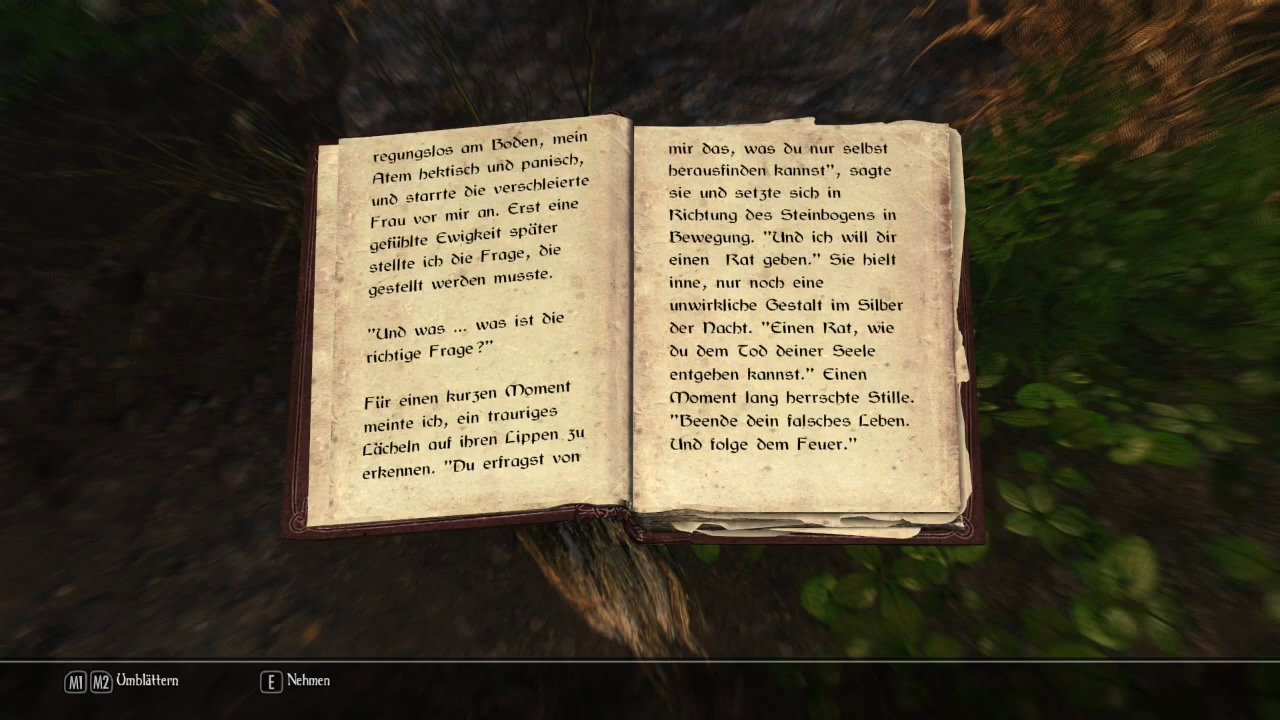 regungslos am Boden, mein
Atem hektisch und panisch,
und starrte die verschleierte
Frau vor mir an. Erst eine
gefühlte Ewigkeit später
stellte ich die Frage, die
gestellt werden musste.
"Und was ... was ist die
richtige Frage?"
Für einen kurzen Moment
meinte ich, ein trauriges
Lächeln auf ihren Lippen zu
erkennen. "Du erfragst von
mir das, was du nur selbst
herausfinden kannst", sagte
sie und setzte sich in
Richtung des Steinbogens in
Bewegung. "Und ich will dir
einen Rat geben." Sie hielt
inne, nur noch eine
unwirkliche Gestalt im Silber
der Nacht. "Einen Rat, wie
du dem Tod deiner Seele
entgehen kannst." Einen
Moment lang herrschte Stille.
"Beende dein falsches Leben.
Und folge dem Feuer."
M1 M2 Umblättern
E Nehmen